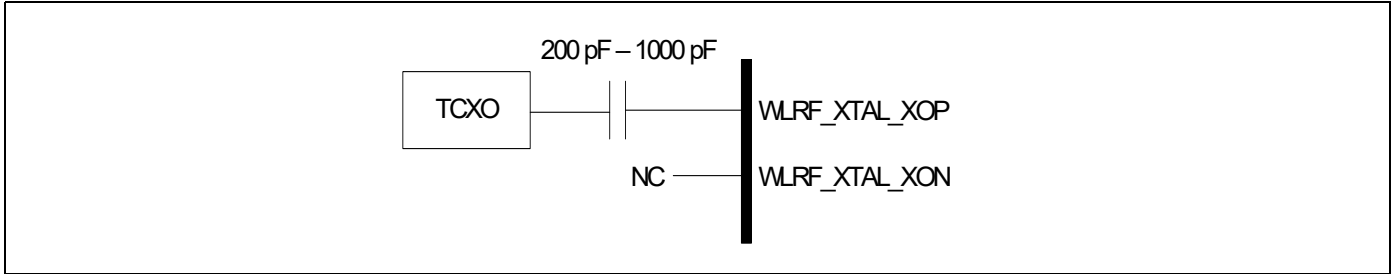 200 pF – 1000 pF
TCXO
WLRF_XTAL_XOP
NC
WLRF_XTAL_XON